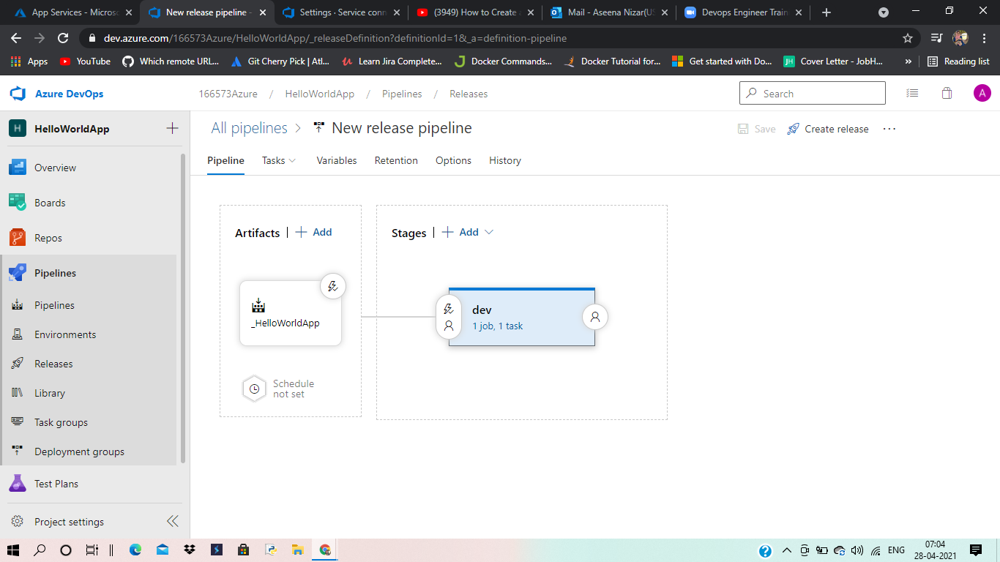 App Services - Microso
New release pipeline -
Settings · Service conn
(3949) How to Create a
Mail - Aseena Nizar(US
Devops Engineer Train
dev.azure.com/166573Azure/HelloWorldApp/_releaseDefinition?definitionId=1&_a=definition-pipeline
Apps
YouTube
Which remote URL...
Git Cherry Pick | Atl...
Learn Jira Complete...
Docker Commands...
Docker Tutorial for...
Get started with Do...
JH
Cover Letter - JobH...
»
Reading list
Azure DevOps
166573Azure / HelloWorldApp / Pipelines / Releases
Search
A
H
HelloWorldApp
All pipelines > New release pipeline
Save
Create release
...
Pipeline
Tasks
Variables
Retention
Options
History
Overview
Boards
Repos
Pipelines
Pipelines
Environments
Releases
Library
Task groups
Deployment groups
Test Plans
Project settings
Artifacts | + Add
_HelloWorldApp
Schedule
not set
Stages | + Add
dev
1 job, 1 task
ENG
07:04
28-04-2021